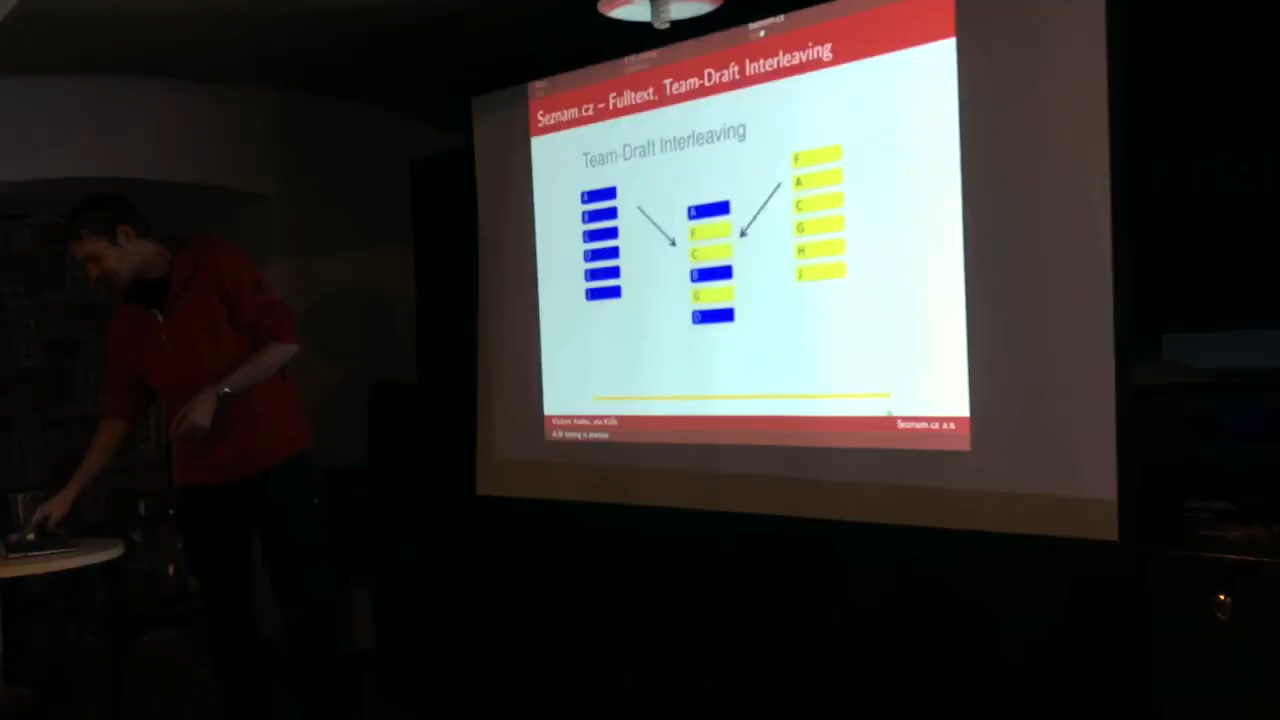 Seznam.cz – Fulltext, Team-Draft Interleaving
Team-Draft Interleaving
A
B
C
D
E
A
F
C
B
G
D
F
A
C
G
H
J
Seznam.cz a.s.